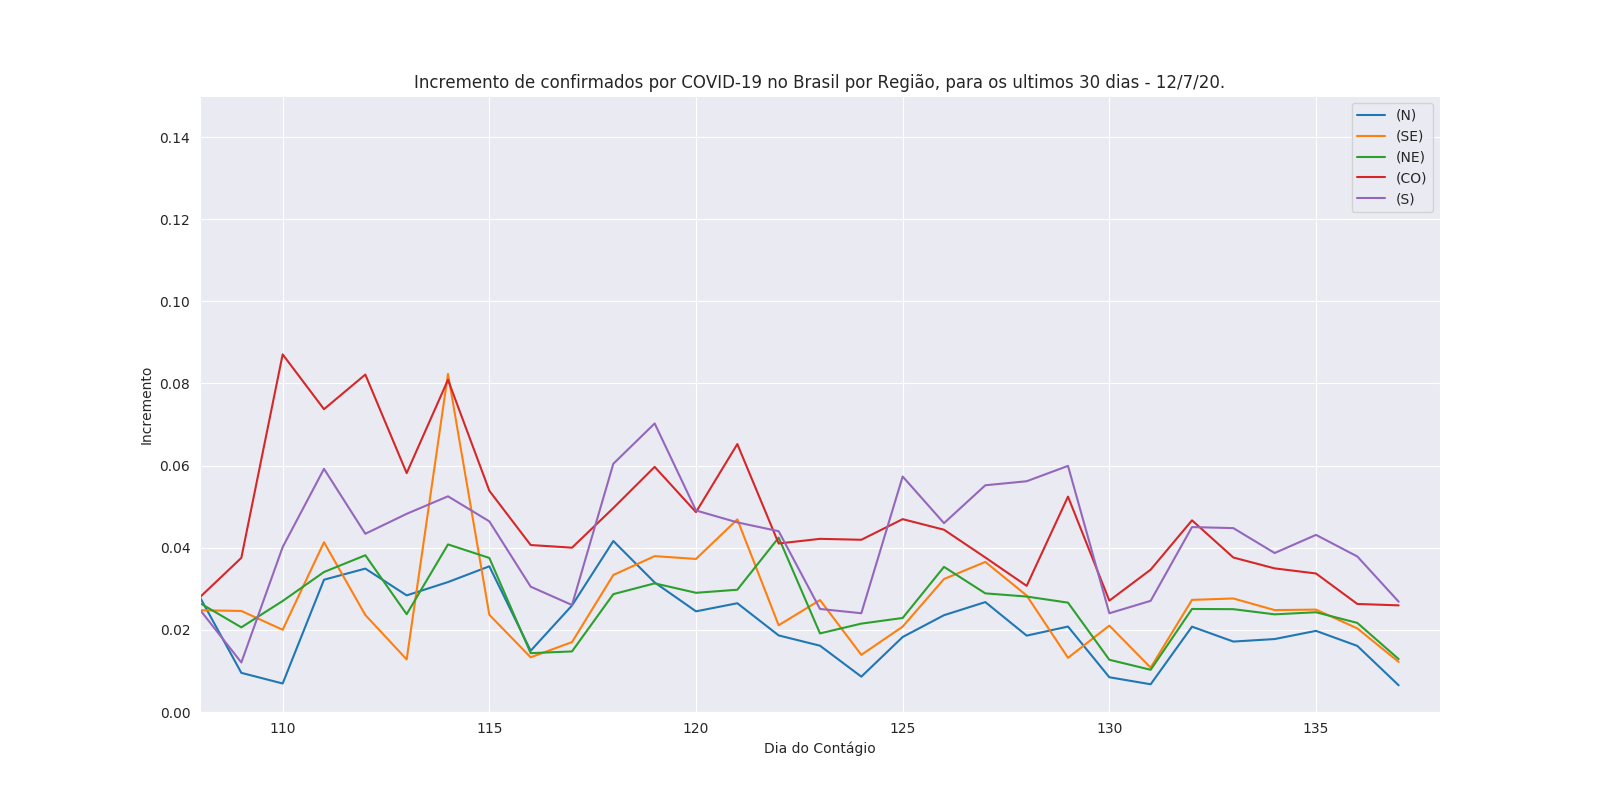 Incremento de confirmados por COVID-19 no Brasil por Região, para os ultimos 30 dias - 12/7/20.
(N)
(SE)
(NE)
(CO)
(S)
0.14
0.12
0.10
0.08
0.06
0.04
0.02
0.00
Incremento
110 115 120 125 130 135
Dia do Contágio